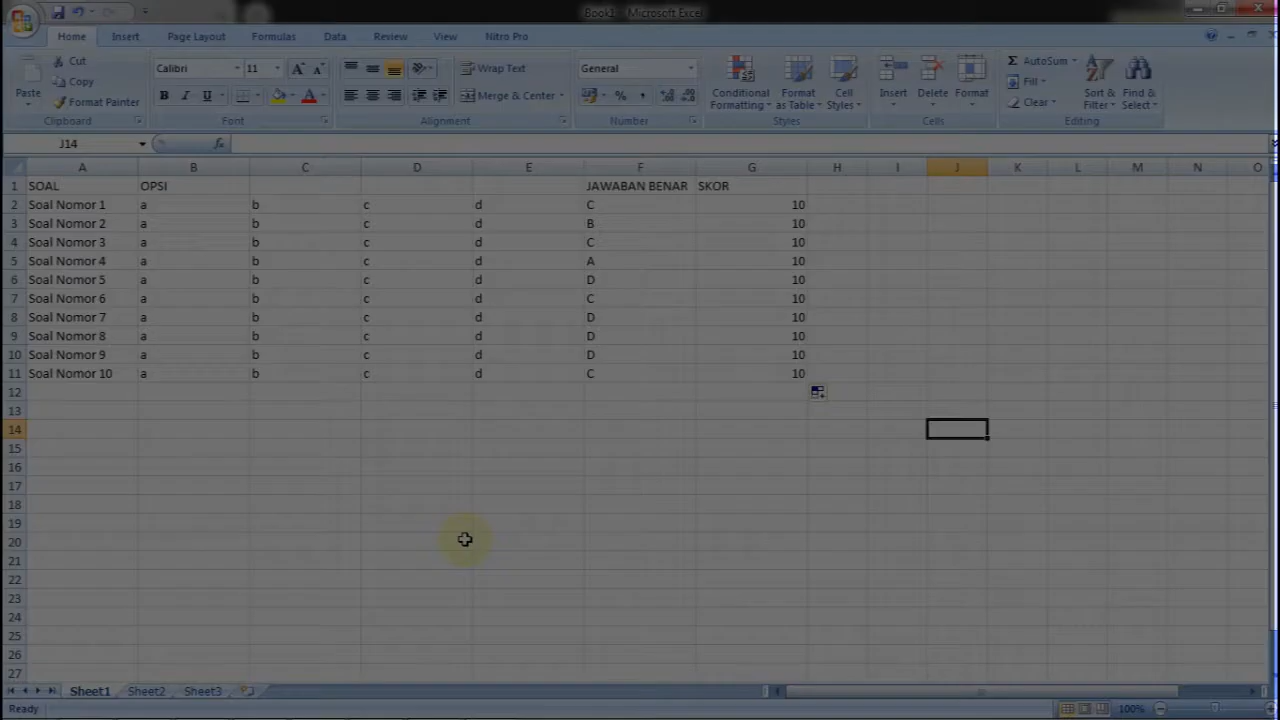 Book1 - Microsoft Excel
Home Insert Page Layout Formulas Data Review View Nitro Pro
Cut
Copy
Format Painter
Paste
Clipboard
Calibri 11
B I U A
Font
Wrap Text
Merge & Center
Alignment
General
% ,
Number
Conditional Formatting
Format as Table
Cell Styles
Styles
Insert Delete Format
Cells
Σ AutoSum
Fill
Clear
Sort & Filter
Find & Select
Editing
J14 fx
A B C D E F G H I J K L M N O
1 SOAL OPSI JAWABAN BENAR SKOR
2 Soal Nomor 1 a b c d C 10
3 Soal Nomor 2 a b c d B 10
4 Soal Nomor 3 a b c d C 10
5 Soal Nomor 4 a b c d A 10
6 Soal Nomor 5 a b c d D 10
7 Soal Nomor 6 a b c d C 10
8 Soal Nomor 7 a b c d D 10
9 Soal Nomor 8 a b c d D 10
10 Soal Nomor 9 a b c d D 10
11 Soal Nomor 10 a b c d C 10
12
13
14
15
16
17
18
19
20
21
22
23
24
25
26
27
Sheet1 Sheet2 Sheet3
Ready 100%